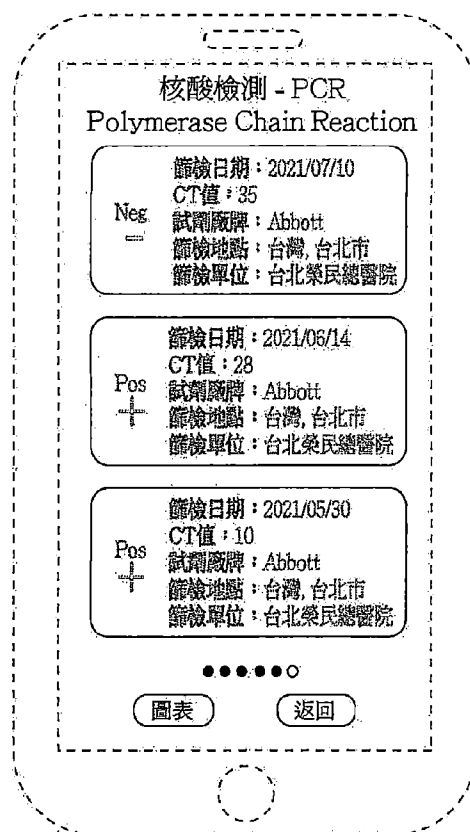 核酸檢測 - PCR
Polymerase Chain Reaction
篩檢日期：2021/07/10
CT值：35
Neg
試劑廠牌：Abbott
篩檢地點：台灣, 台北市
篩檢單位：台北榮民總醫院
篩檢日期：2021/06/14
CT值：28
Pos
試劑廠牌：Abbott
篩檢地點：台灣, 台北市
篩檢單位：台北榮民總醫院
篩檢日期：2021/05/30
CT值：10
Pos
試劑廠牌：Abbott
篩檢地點：台灣, 台北市
篩檢單位：台北榮民總醫院
圖表
返回